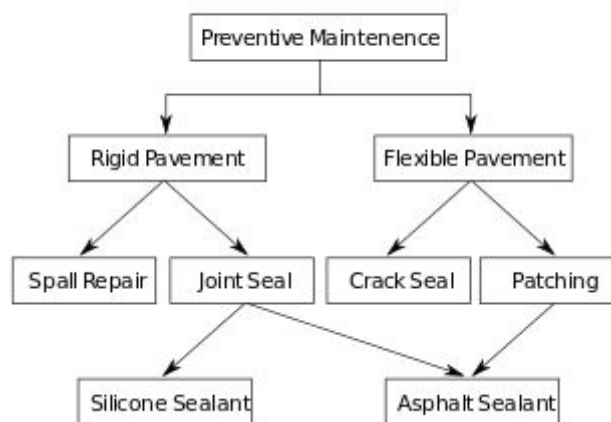 Preventive Maintenence
Rigid Pavement
Flexible Pavement
Spall Repair
Joint Seal
Crack Seal
Patching
Silicone Sealant
Asphalt Sealant